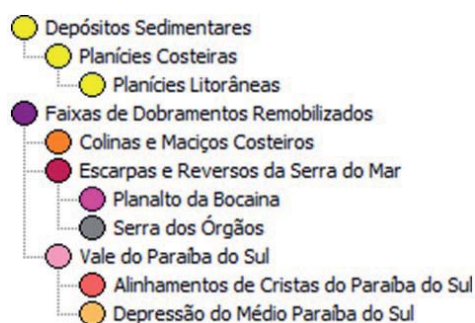 Depósitos Sedimentares
Planícies Costeiras
Planícies Litorâneas
Faixas de Dobramentos Remobilizados
Colinas e Maciços Costeiros
Escarpas e Reversos da Serra do Mar
Planalto da Bocaina
Serra dos Órgãos
Vale do Paraíba do Sul
Alinhamentos de Cristas do Paraíba do Sul
Depressão do Médio Paraíba do Sul